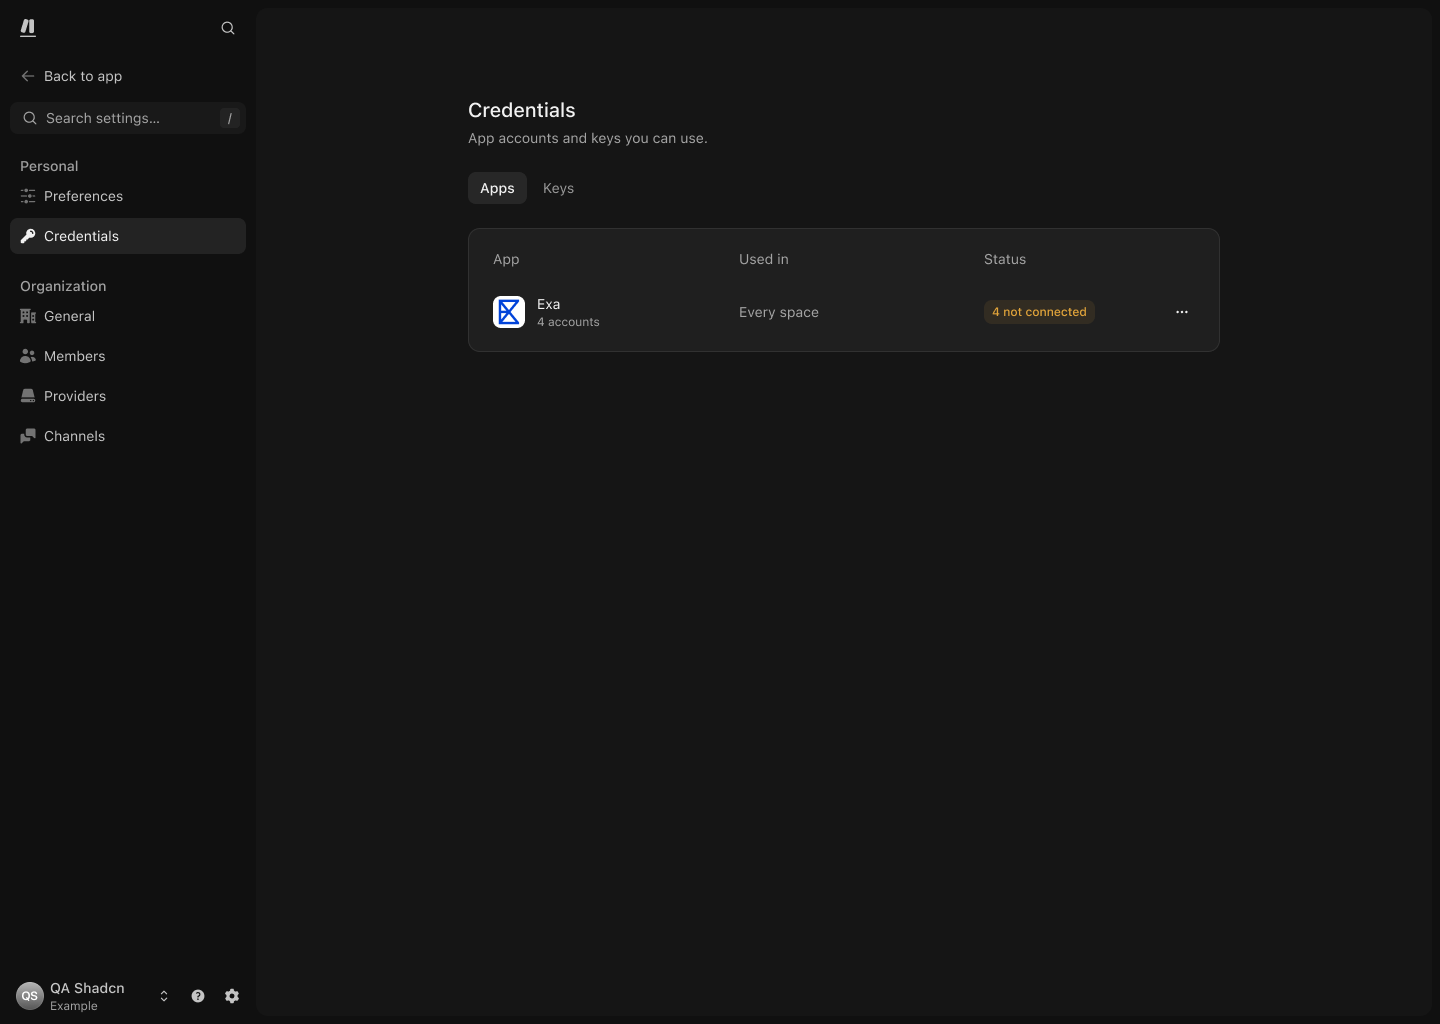 Back to app
Search settings...
/
Personal
Preferences
Credentials
Organization
General
Members
Providers
Channels
QS
QA Shadcn
Example
Credentials
App accounts and keys you can use.
Apps
Keys
App
Used in
Status
Exa
4 accounts
Every space
4 not connected